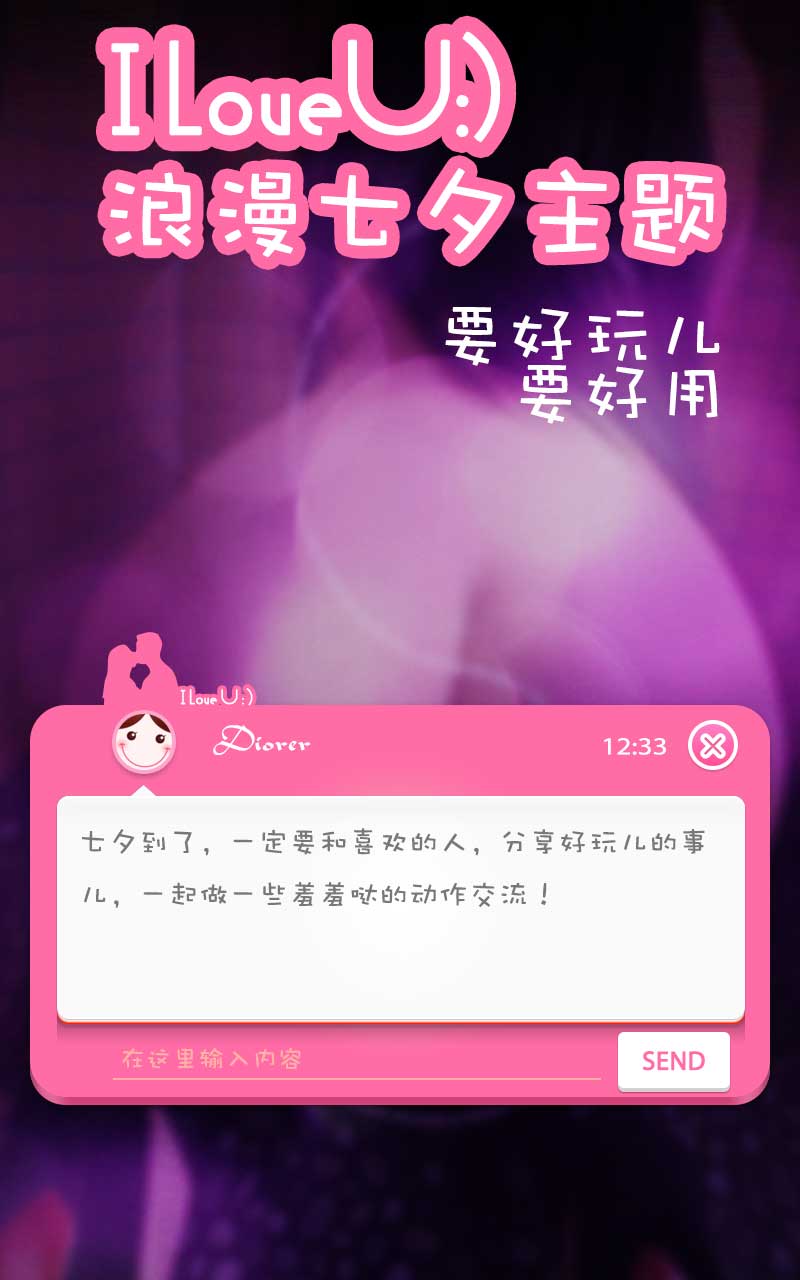 I Love U:)
浪漫七夕主题
要好玩儿
要好用
I Love U:)
Diorer
12:33
七夕到了，一定要和喜欢的人，分享好玩儿的事
儿，一起做一些羞羞哒的动作交流！
在这里输入内容
SEND